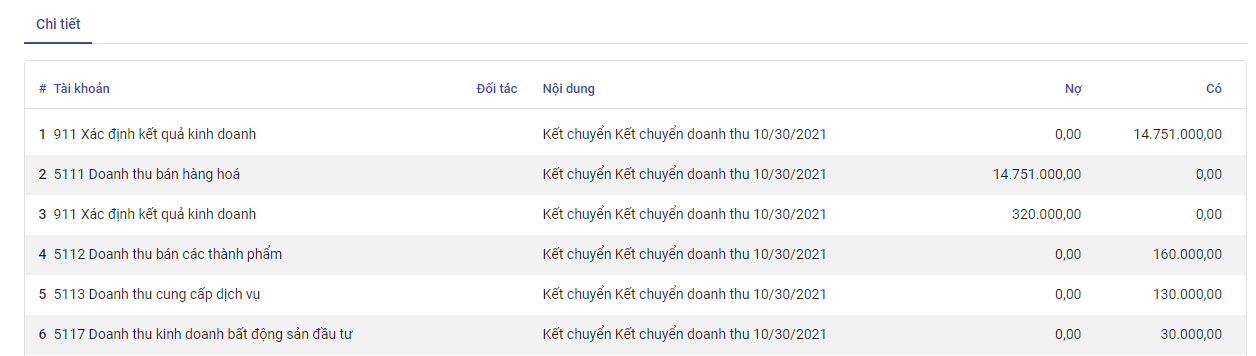 Chi tiết
# Tài khoản Đối tác Nội dung Nợ Có
1 911 Xác định kết quả kinh doanh Kết chuyển Kết chuyển doanh thu 10/30/2021 0,00 14.751.000,00
2 5111 Doanh thu bán hàng hoá Kết chuyển Kết chuyển doanh thu 10/30/2021 14.751.000,00 0,00
3 911 Xác định kết quả kinh doanh Kết chuyển Kết chuyển doanh thu 10/30/2021 320.000,00 0,00
4 5112 Doanh thu bán các thành phẩm Kết chuyển Kết chuyển doanh thu 10/30/2021 0,00 160.000,00
5 5113 Doanh thu cung cấp dịch vụ Kết chuyển Kết chuyển doanh thu 10/30/2021 0,00 130.000,00
6 5117 Doanh thu kinh doanh bất động sản đầu tư Kết chuyển Kết chuyển doanh thu 10/30/2021 0,00 30.000,00